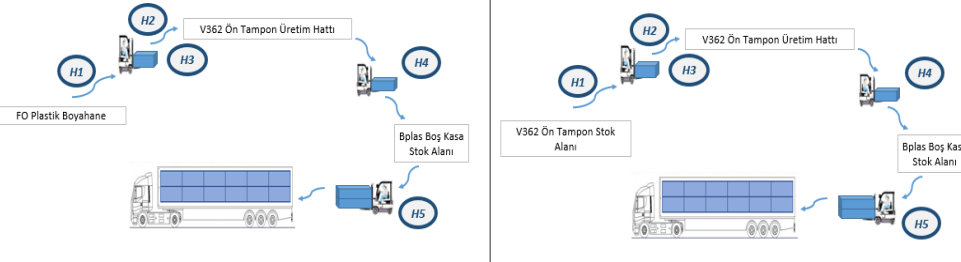 H2
V362 Ön Tampon Üretim Hattı
H1
H3
H4
FO Plastik Boyahane
Bplas Boş Kasa
Stok Alanı
H5
H2
V362 Ön Tampon Üretim Hattı
H1
H3
H4
V362 Ön Tampon Stok
Alanı
Bplas Boş Kas
Stok Alanı
H5